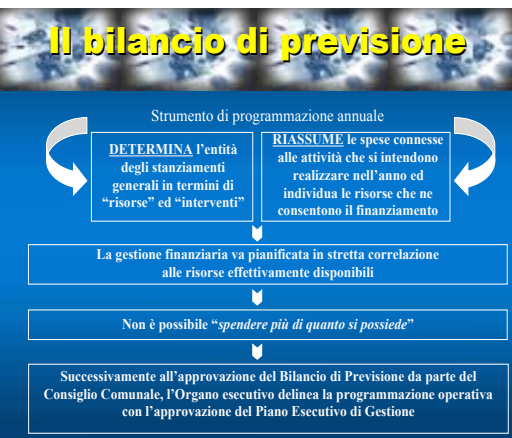 Il bilancio di previsione
Strumento di programmazione annuale
DETERMINA l'entità
degli stanziamenti
generali in termini di
“risorse” ed “interventi”
RIASSUME le spese connesse
alle attività che si intendono
realizzare nell'anno ed
individua le risorse che ne
consentono il finanziamento
La gestione finanziaria va pianificata in stretta correlazione
alle risorse effettivamente disponibili
Non è possibile “spendere più di quanto si possiede”
Successivamente all'approvazione del Bilancio di Previsione da parte del
Consiglio Comunale, l'Organo esecutivo delinea la programmazione operativa
con l'approvazione del Piano Esecutivo di Gestione